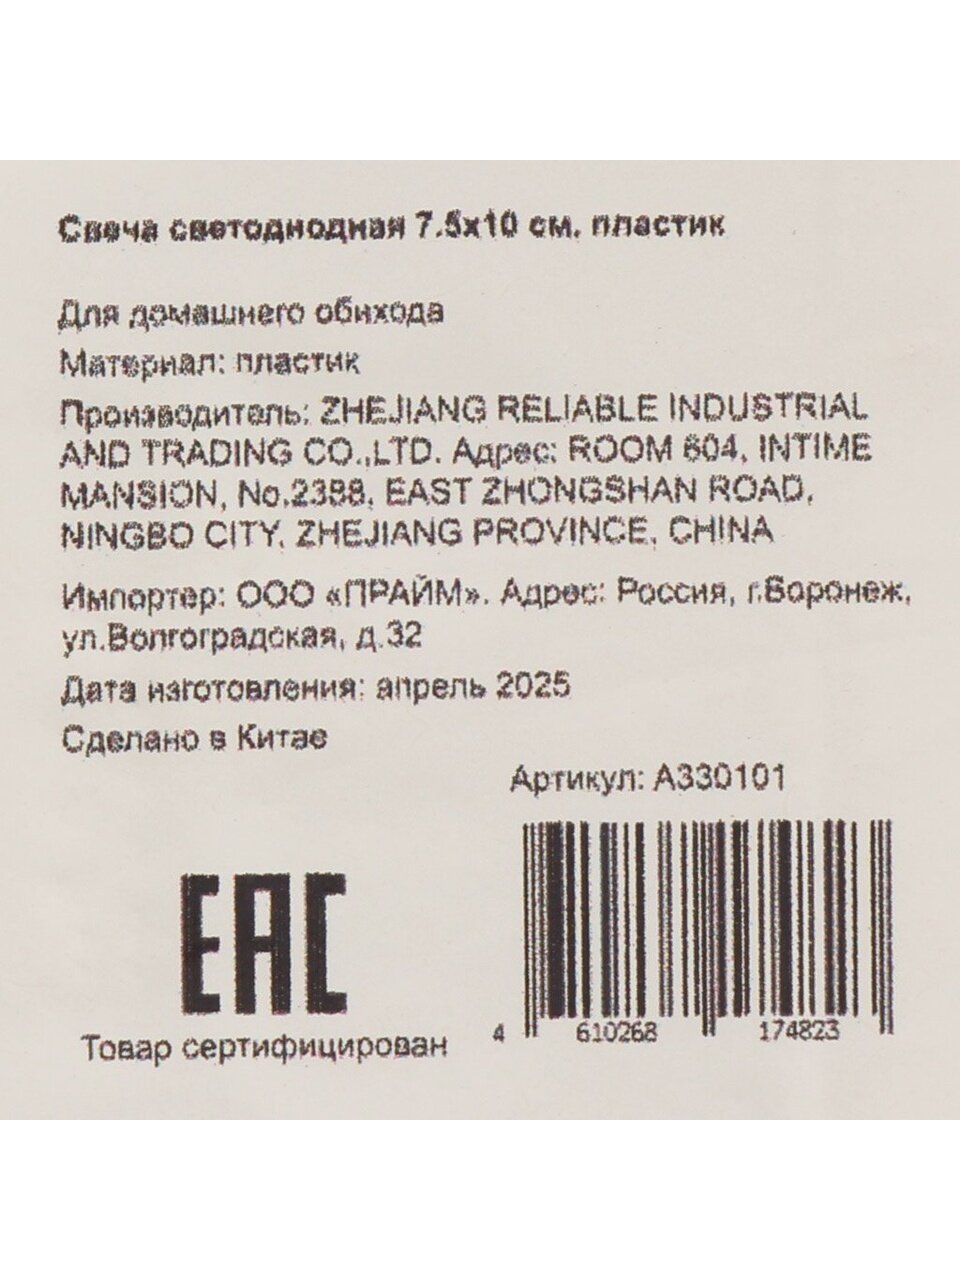 Свеча светодиодная 7.5x10 см. пластик
Для домашнего обихода
Материал: пластик
Производитель: ZHEJIANG RELIABLE INDUSTRIAL
AND TRADING CO.,LTD. Адрес: ROOM 604, INTIME
MANSION, No.2388, EAST ZHONGSHAN ROAD,
NINGBO CITY, ZHEJIANG PROVINCE, CHINA
Импортер: ООО «ПРАЙМ». Адрес: Россия, г.Воронеж,
ул.Волгоградская, д.32
Дата изготовления: апрель 2025
Сделано в Китае
Артикул: A330101
EAC
Товар сертифицирован
4 610268 174823